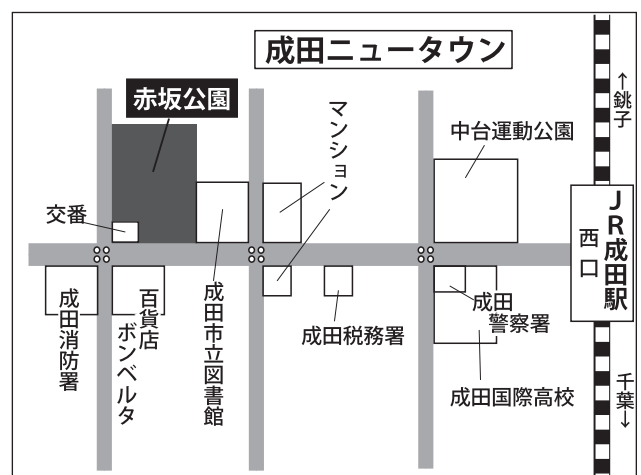 成田ニュータウン
赤坂公園
マンション
中台運動公園
↑銚子
JR成田駅
西口
交番
成田消防署
百貨店
ボンベルタ
成田市立図書館
成田税務署
成田
警察署
成田国際高校
千葉↓